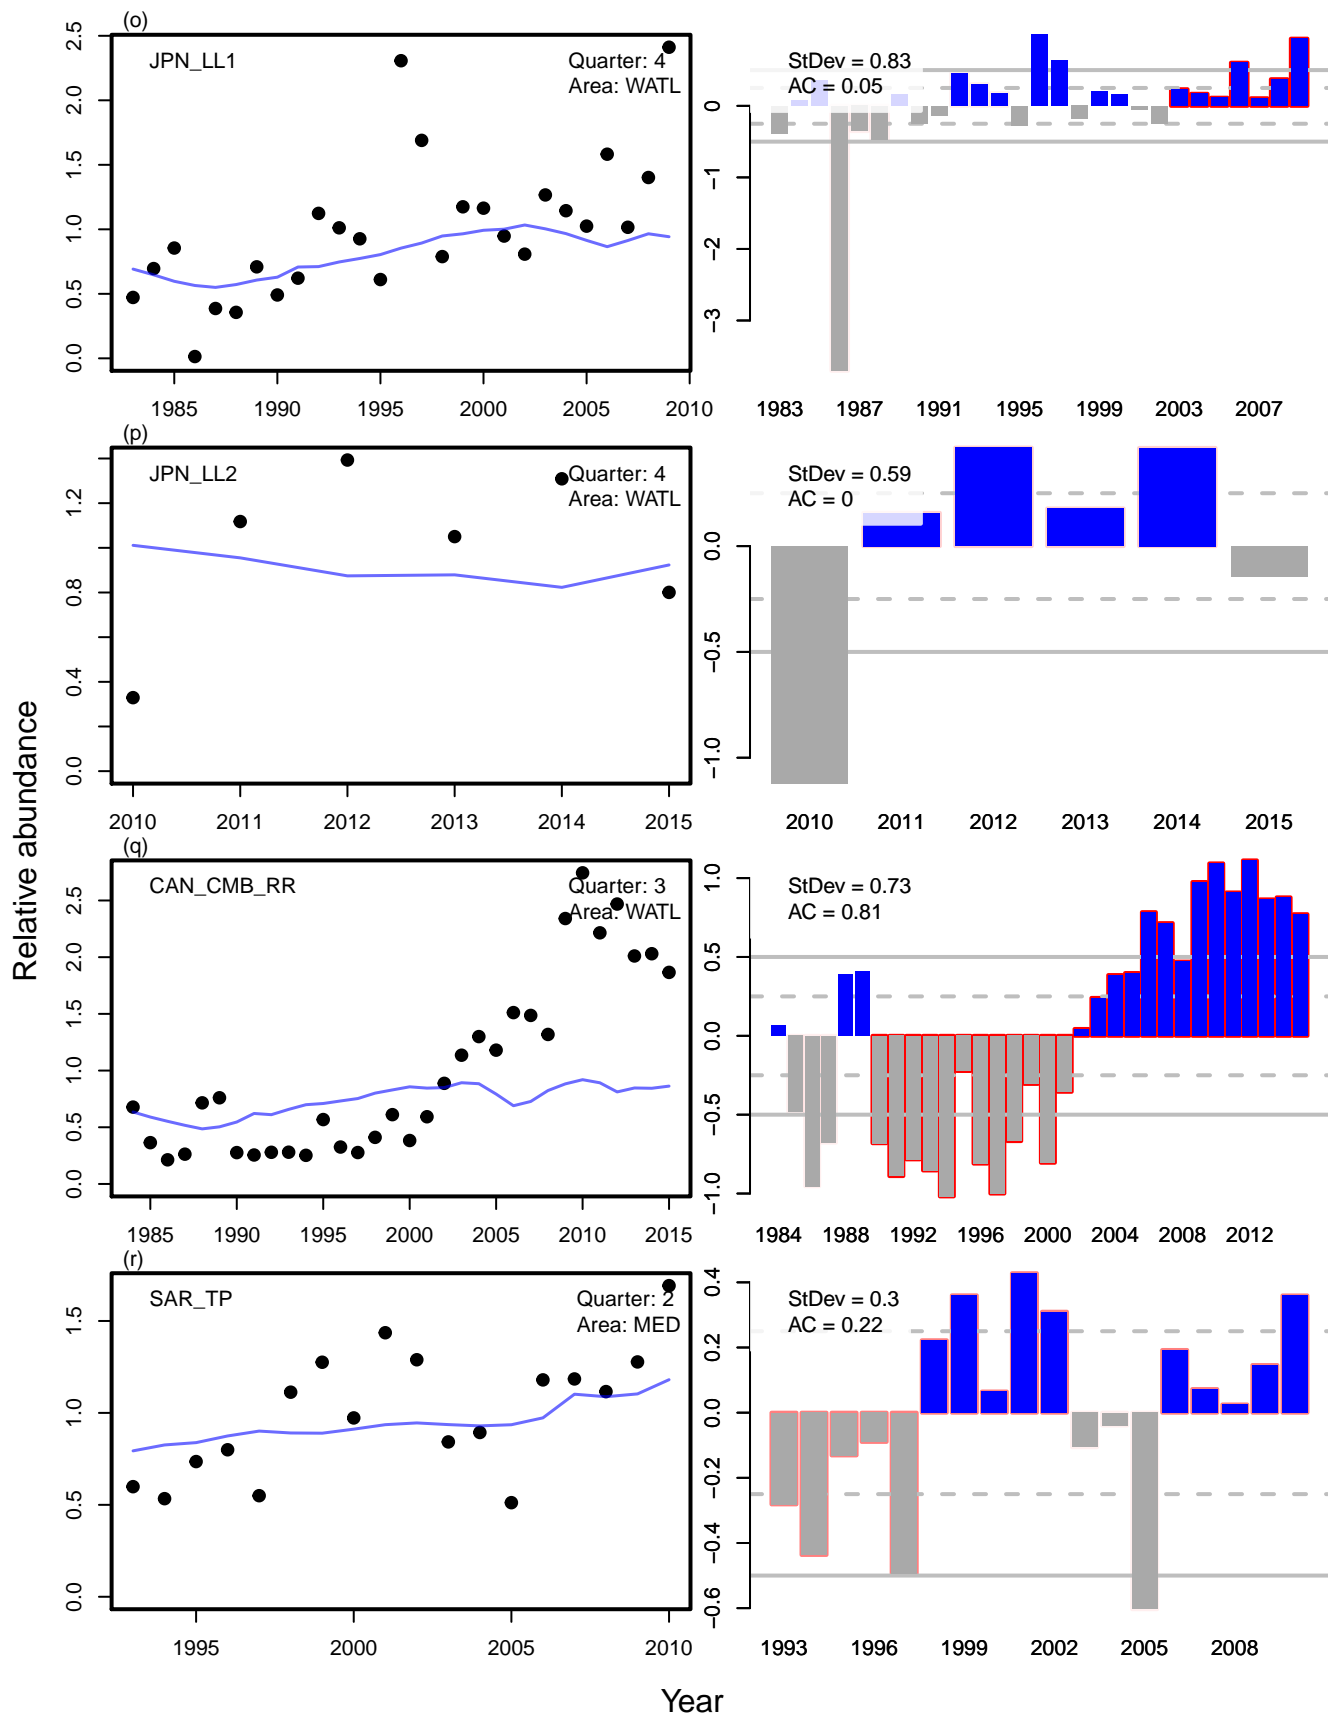 (o)
JPN_LL1
Quarter: 4
Area: WATL
0.0 0.5 1.0 1.5 2.0 2.5
1985 1990 1995 2000 2005 2010
StDev = 0.83
AC = 0.05
−3 −2 −1 0
1983 1987 1991 1995 1999 2003 2007
(p)
JPN_LL2
Quarter: 4
Area: WATL
0.0 0.4 0.8 1.2
2010 2011 2012 2013 2014 2015
StDev = 0.59
AC = 0
−1.0 −0.5 0.0
2010 2011 2012 2013 2014 2015
(q)
CAN_CMB_RR
Quarter: 3
Area: WATL
0.0 0.5 1.0 1.5 2.0 2.5
1985 1990 1995 2000 2005 2010 2015
StDev = 0.73
AC = 0.81
−1.0 −0.5 0.0 0.5 1.0
1984 1988 1992 1996 2000 2004 2008 2012
(r)
SAR_TP
Quarter: 2
Area: MED
0.0 0.5 1.0 1.5
1995 2000 2005 2010
StDev = 0.3
AC = 0.22
−0.6 −0.4 −0.2 0.0 0.2 0.4
1993 1996 1999 2002 2005 2008
Relative abundance
Year